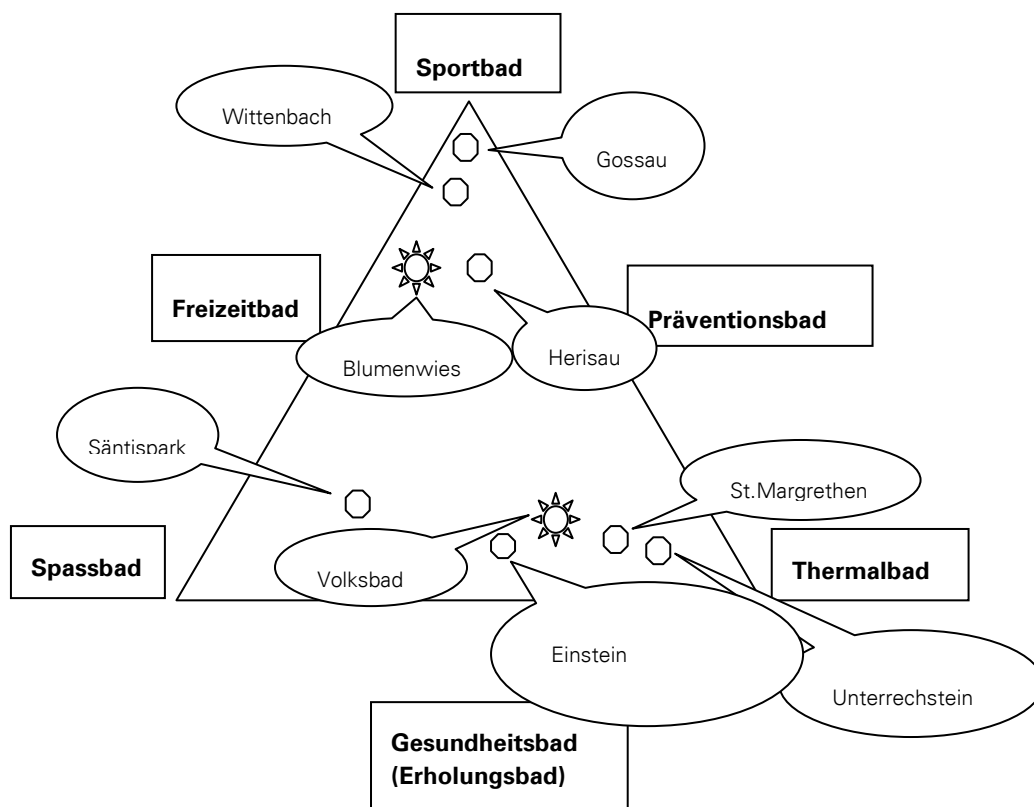 Sportbad
Wittenbach
Gossau
Freizeitbad
Präventionsbad
Blumenwies
Herisau
Säntispark
St.Margrethen
Spassbad
Volksbad
Thermalbad
Einstein
Unterrechstein
Gesundheitsbad
(Erholungsbad)